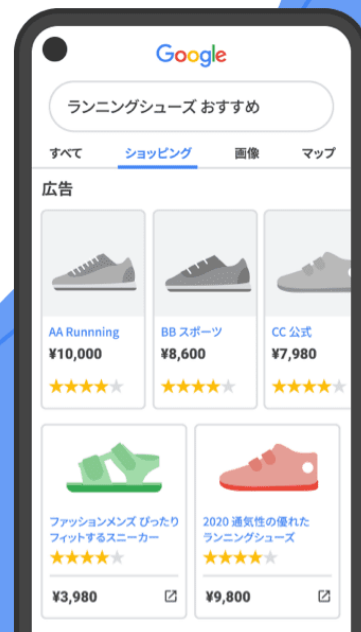 Google
ランニングシューズ おすすめ
すべて ショッピング 画像 マップ
広告
AA Runnning BB スポーツ CC 公式
¥10,000 ¥8,600 ¥7,980
ファッションメンズ ぴったり
フィットするスニーカー
2020 通気性の優れた
ランニングシューズ
¥3,980 ¥9,800